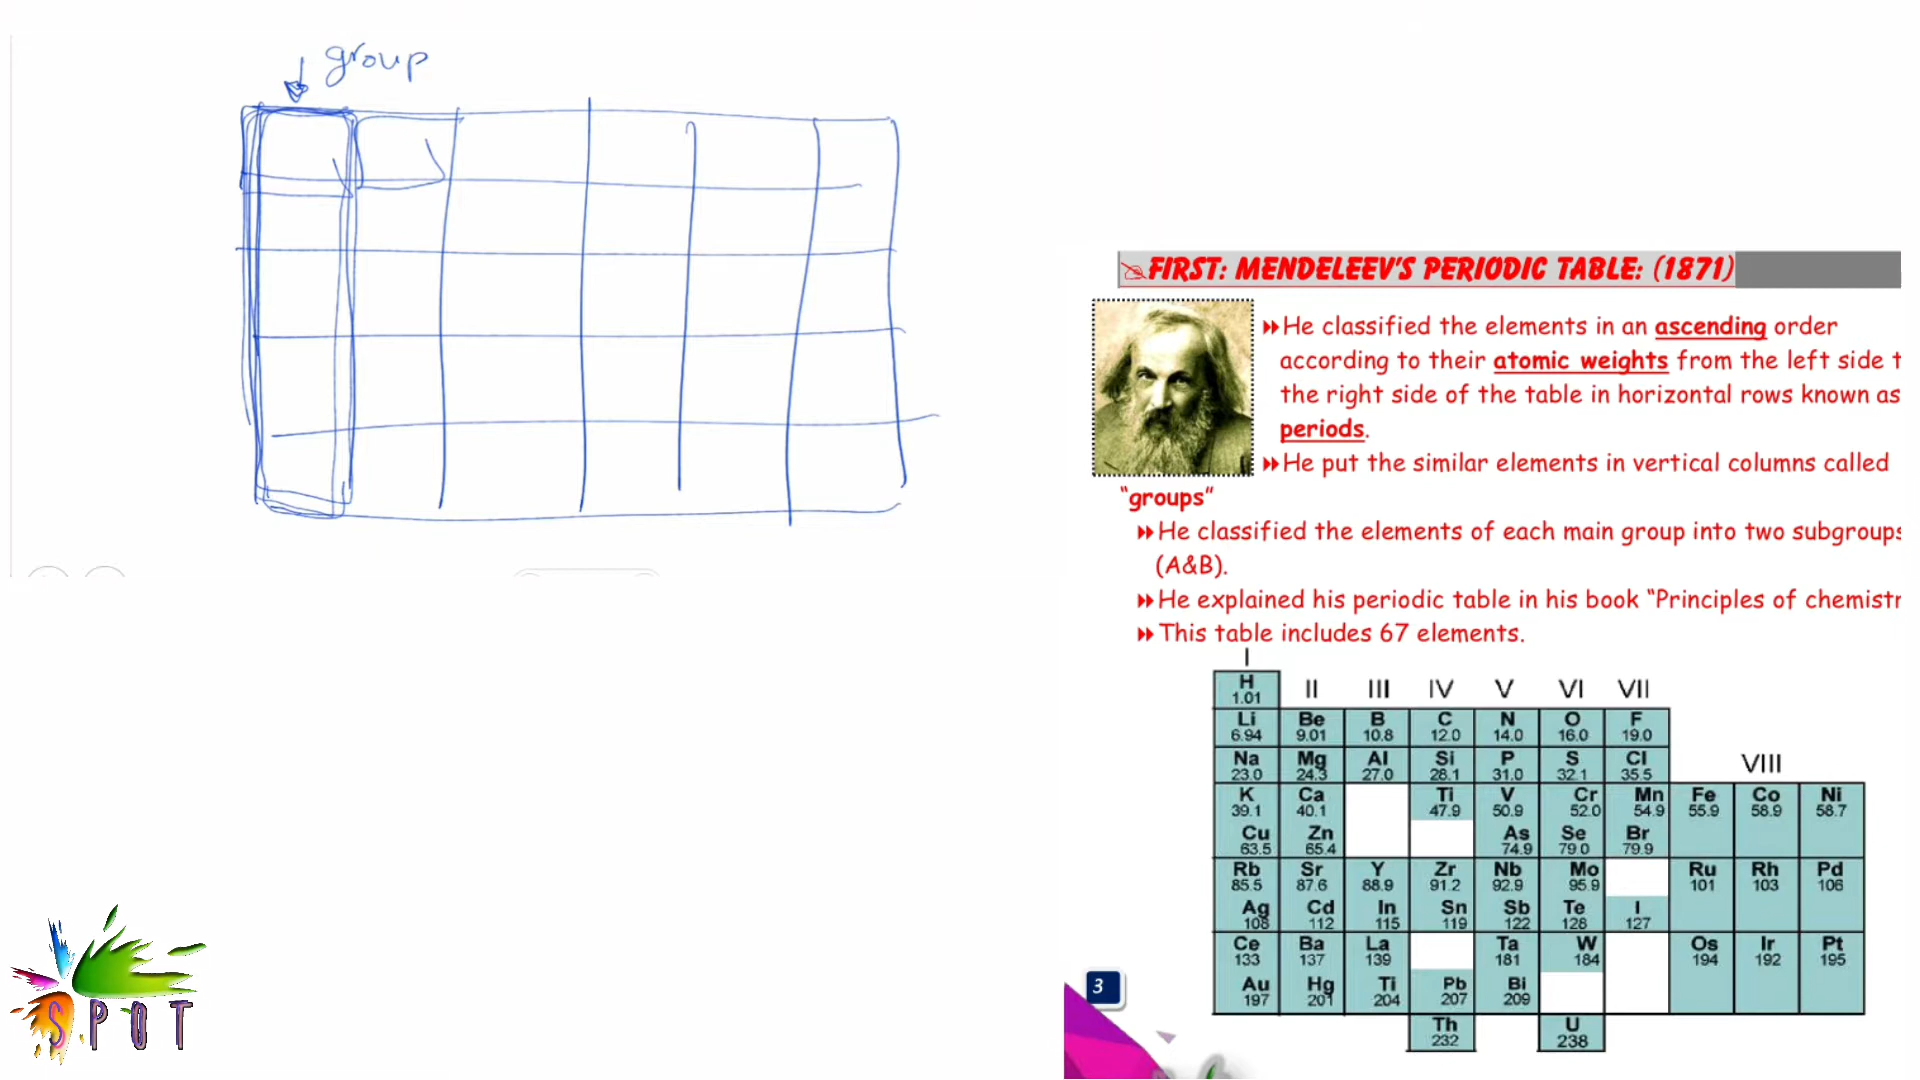 group
FIRST: MENDELEEV'S PERIODIC TABLE: (1871)
He classified the elements in an ascending order
according to their atomic weights from the left side t
the right side of the table in horizontal rows known as
periods.
He put the similar elements in vertical columns called
“groups”
He classified the elements of each main group into two subgroups
(A&B).
He explained his periodic table in his book “Principles of chemistr
This table includes 67 elements.
I
H II III IV V VI VII
1.01
Li Be B C N O F
6.94 9.01 10.8 12.0 14.0 16.0 19.0
Na Mg Al Si P S Cl VIII
23.0 24.3 27.0 28.1 31.0 32.1 35.5
K Ca Ti V Cr Mn Fe Co Ni
39.1 40.1 47.9 50.9 52.0 54.9 55.9 58.9 58.7
Cu Zn As Se Br
63.5 65.4 74.9 79.0 79.9
Rb Sr Y Zr Nb Mo Ru Rh Pd
85.5 87.6 88.9 91.2 92.9 95.9 101 103 106
Ag Cd In Sn Sb Te I
108 112 115 119 122 128 127
Ce Ba La Ta W Os Ir Pt
133 137 139 181 184 194 192 195
Au Hg Ti Pb Bi
197 201 204 207 209
Th U
232 238
3
SPOT